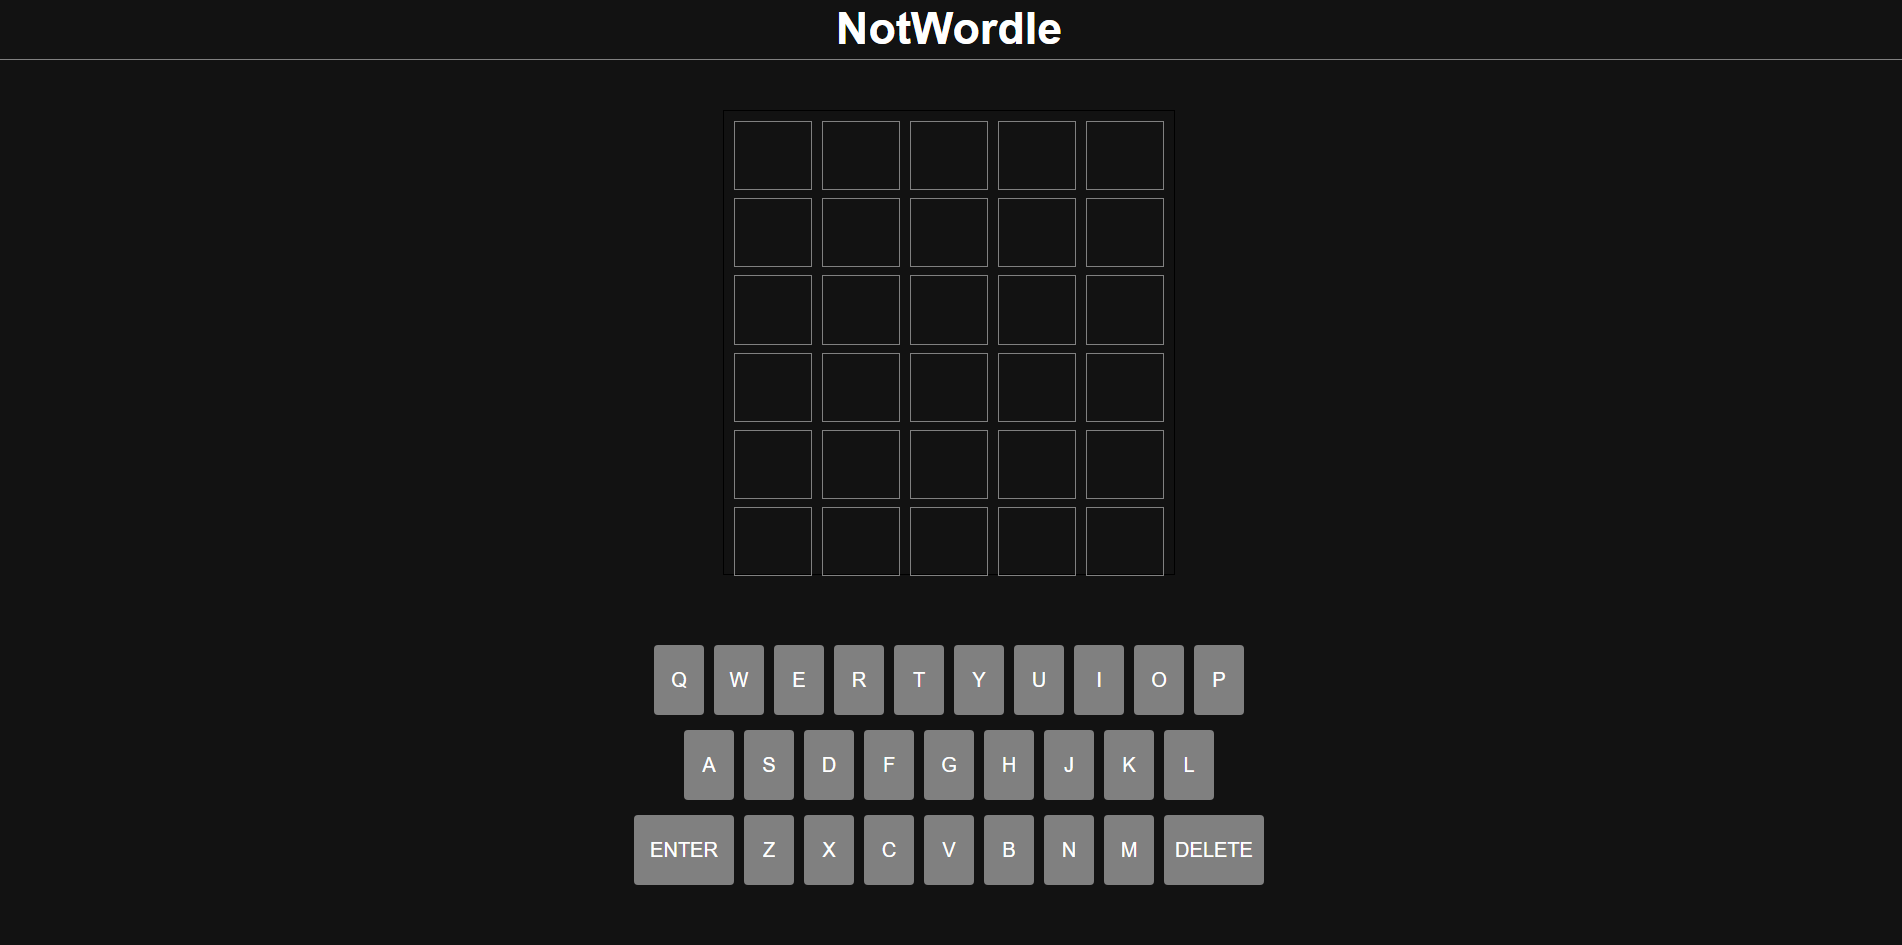 NotWordle
Q W E R T Y U I O P
A S D F G H J K L
ENTER Z X C V B N M DELETE